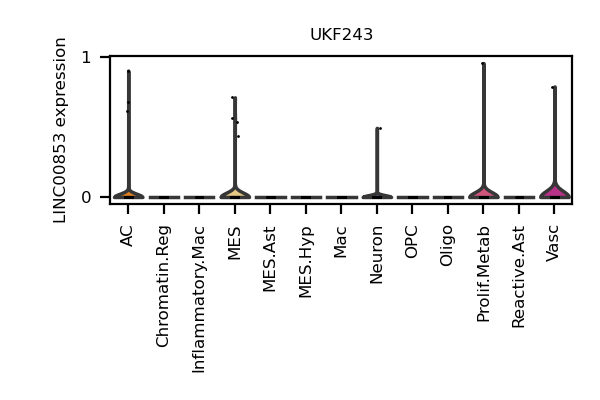 UKF243
LINC00853 expression
1
0
AC
Chromatin.Reg
Inflammatory.Mac
MES
MES.Ast
MES.Hyp
Mac
Neuron
OPC
Oligo
Prolif.Metab
Reactive.Ast
Vasc